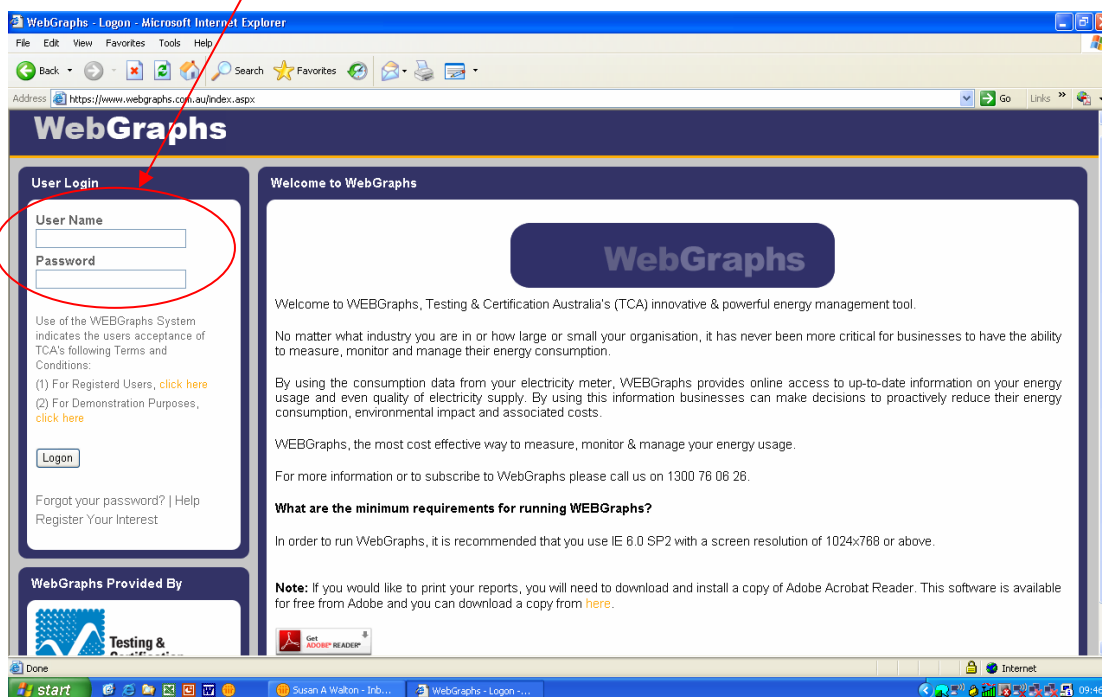 WebGraphs - Logon - Microsoft Internet Explorer
File Edit View Favorites Tools Help
Back Search Favorites
Address https://www.webgraphs.com.au/index.aspx Go Links »
WebGraphs
User Login
User Name
Password
Use of the WEBGraphs System
indicates the users acceptance of
TCA's following Terms and
Conditions:
(1) For Registerd Users, click here
(2) For Demonstration Purposes,
click here
Logon
Forgot your password? | Help
Register Your Interest
WebGraphs Provided By
Testing &
Welcome to WebGraphs
WebGraphs
Welcome to WEBGraphs, Testing & Certification Australia's (TCA) innovative & powerful energy management tool.
No matter what industry you are in or how large or small your organisation, it has never been more critical for businesses to have the ability
to measure, monitor and manage their energy consumption.
By using the consumption data from your electricity meter, WEBGraphs provides online access to up-to-date information on your energy
usage and even quality of electricity supply. By using this information businesses can make decisions to proactively reduce their energy
consumption, environmental impact and associated costs.
WEBGraphs, the most cost effective way to measure, monitor & manage your energy usage.
For more information or to subscribe to WebGraphs please call us on 1300 76 06 26.
What are the minimum requirements for running WEBGraphs?
In order to run WebGraphs, it is recommended that you use IE 6.0 SP2 with a screen resolution of 1024x768 or above.
Note: If you would like to print your reports, you will need to download and install a copy of Adobe Acrobat Reader. This software is available
for free from Adobe and you can download a copy from here.
Get
ADOBE® READER®
Done Internet
start Susan A Walton - Inb... WebGraphs - Logon -... 09:46